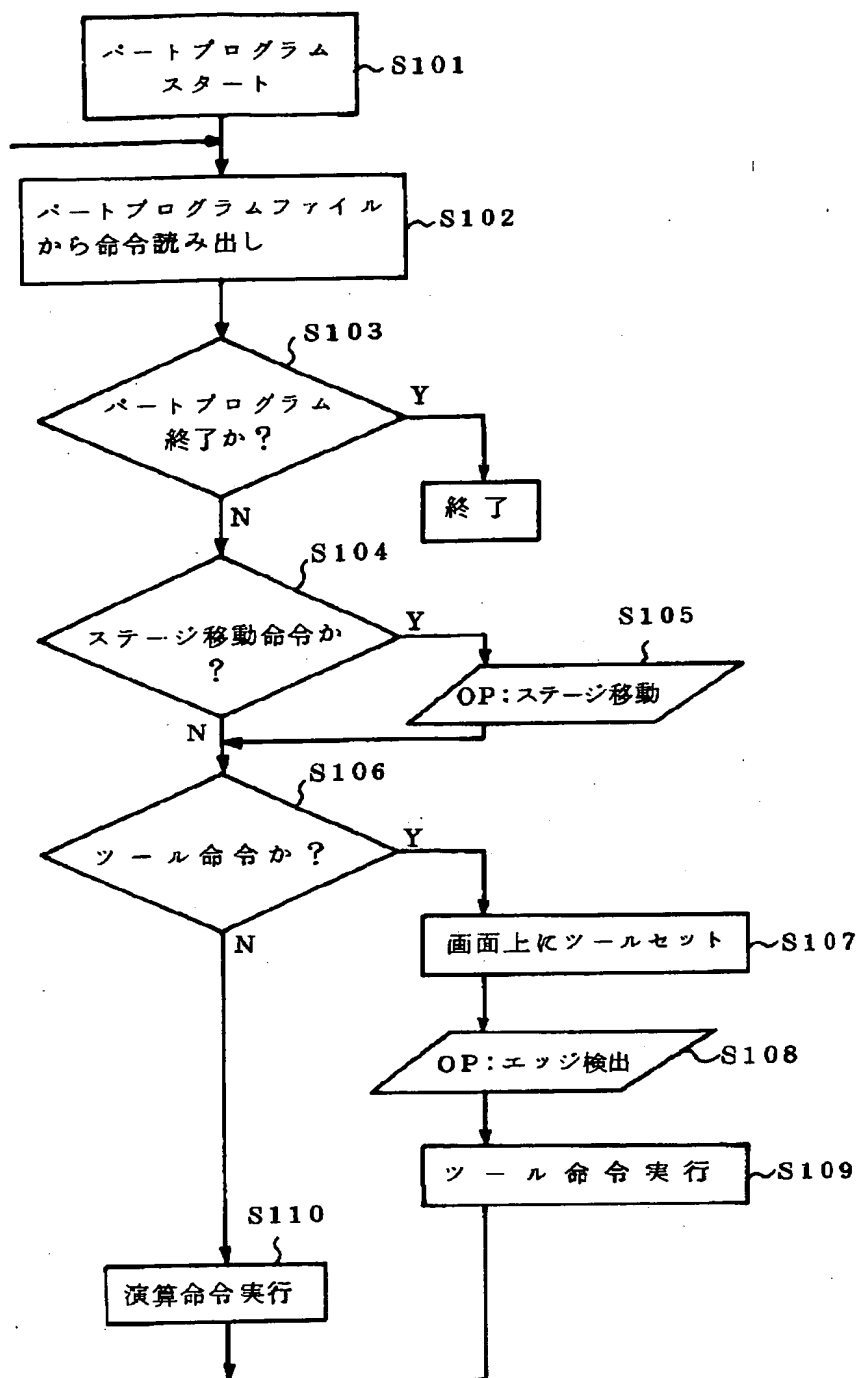 パートプログラム
スタート
S101
パートプログラムファイル
から命令読み出し
S102
S103
パートプログラム
終了か?
Y
終了
N
S104
ステージ移動命令か
?
Y
S105
OP:ステージ移動
N
S106
ツール命令か?
Y
N
画面上にツールセット
S107
OP:エッジ検出
S108
ツール命令実行
S109
S110
演算命令実行